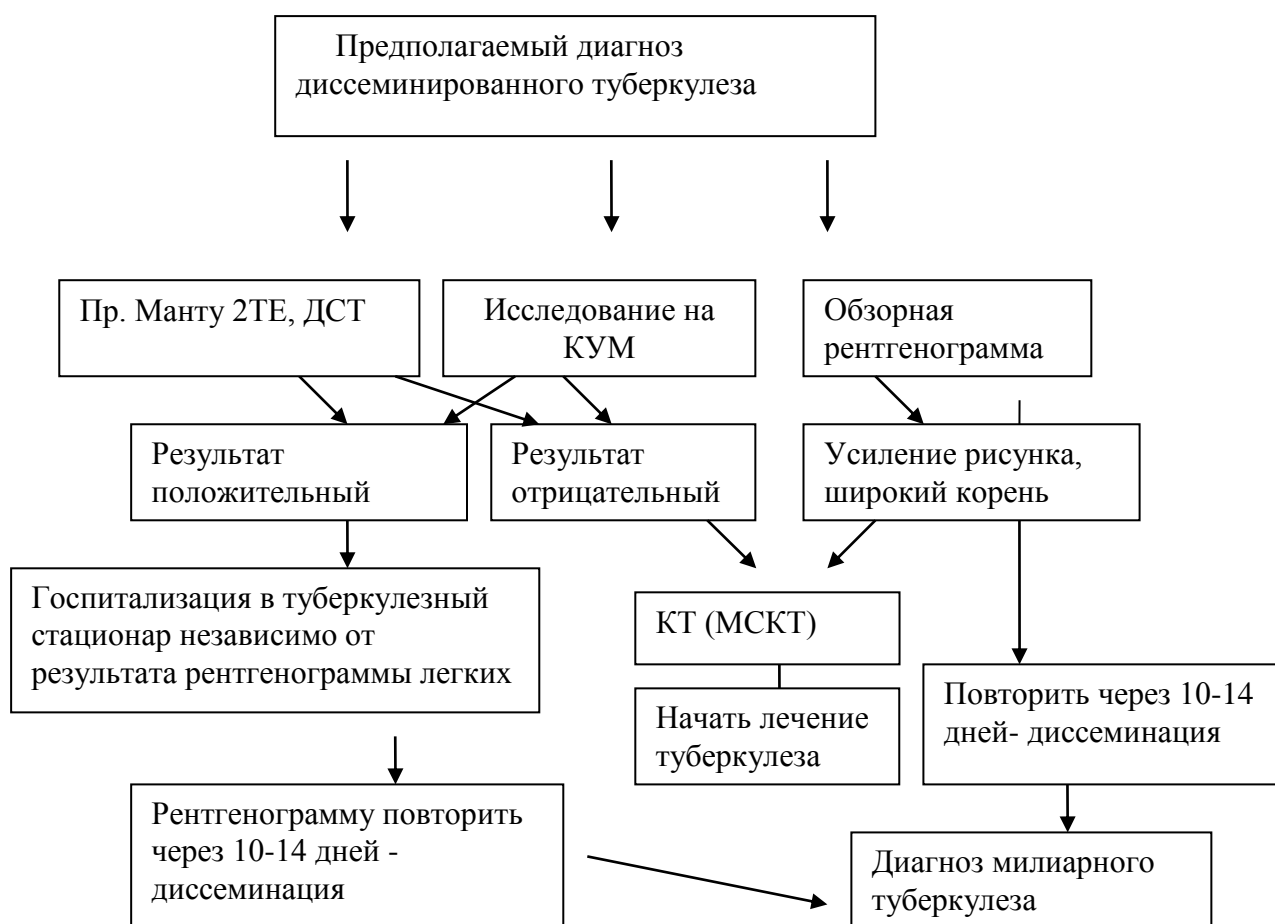 Предполагаемый диагноз
диссеминированного туберкулеза
Пр. Манту 2ТЕ, ДСТ
Исследование на
КУМ
Обзорная
рентгенограмма
Результат
положительный
Результат
отрицательный
Усиление рисунка,
широкий корень
Госпитализация в туберкулезный
стационар независимо от
результата рентгенограммы легких
КТ (МСКТ)
Начать лечение
туберкулеза
Повторить через 10-14
дней- диссеминация
Рентгенограмму повторить
через 10-14 дней -
диссеминация
Диагноз милиарного
туберкулеза